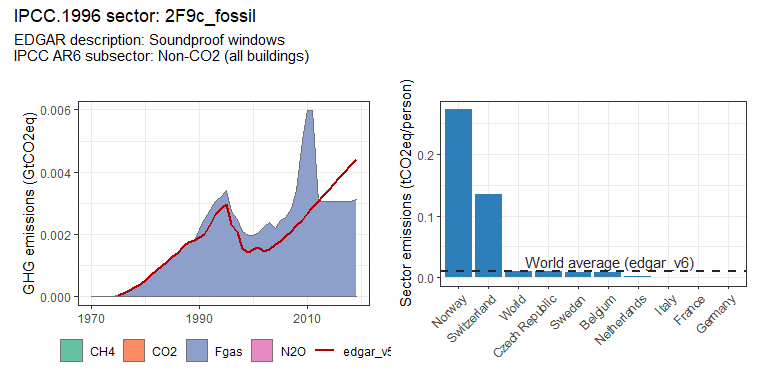 IPCC.1996 sector: 2F9c_fossil
EDGAR description: Soundproof windows
IPCC AR6 subsector: Non-CO2 (all buildings)
GHG emissions (GtCO2eq)
0.006
0.004
0.002
0.000
1970
1990
2010
CH4
CO2
Fgas
N2O
edgar_v6
Sector emissions (tCO2eq/person)
0.2
0.1
0.0
World average (edgar_v6)
Norway
Switzerland
World
Czech Republic
Sweden
Belgium
Netherlands
Italy
France
Germany